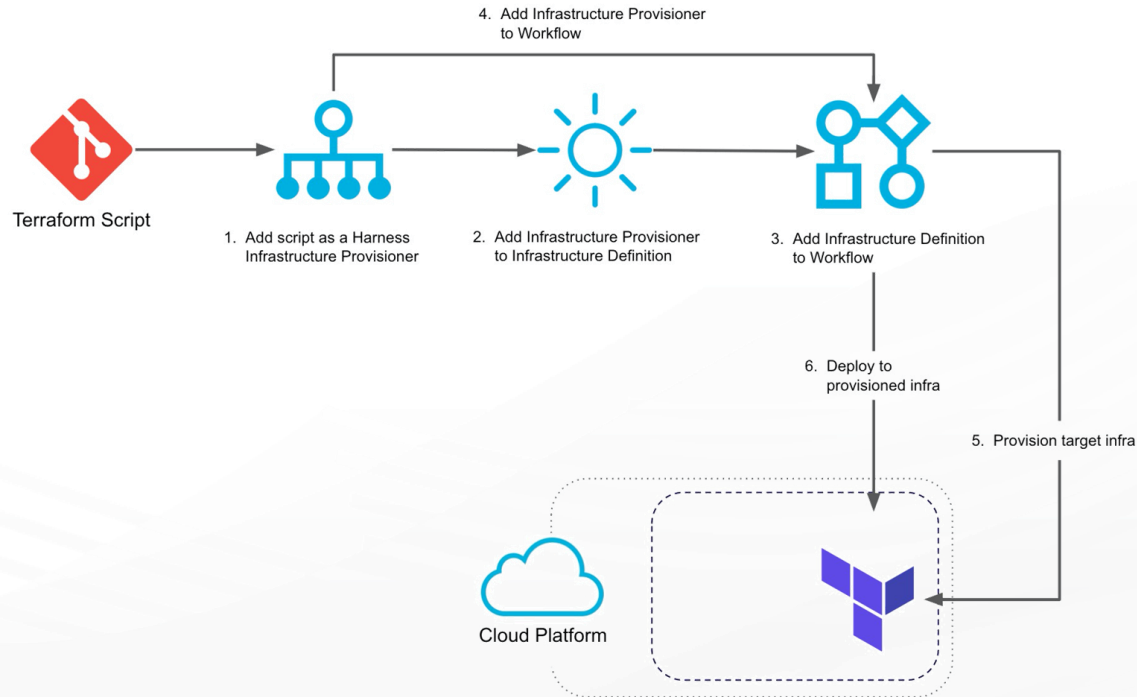 4. Add Infrastructure Provisioner
to Workflow
Terraform Script
1. Add script as a Harness
Infrastructure Provisioner
2. Add Infrastructure Provisioner
to Infrastructure Definition
3. Add Infrastructure Definition
to Workflow
6. Deploy to
provisioned infra
5. Provision target infra
Cloud Platform